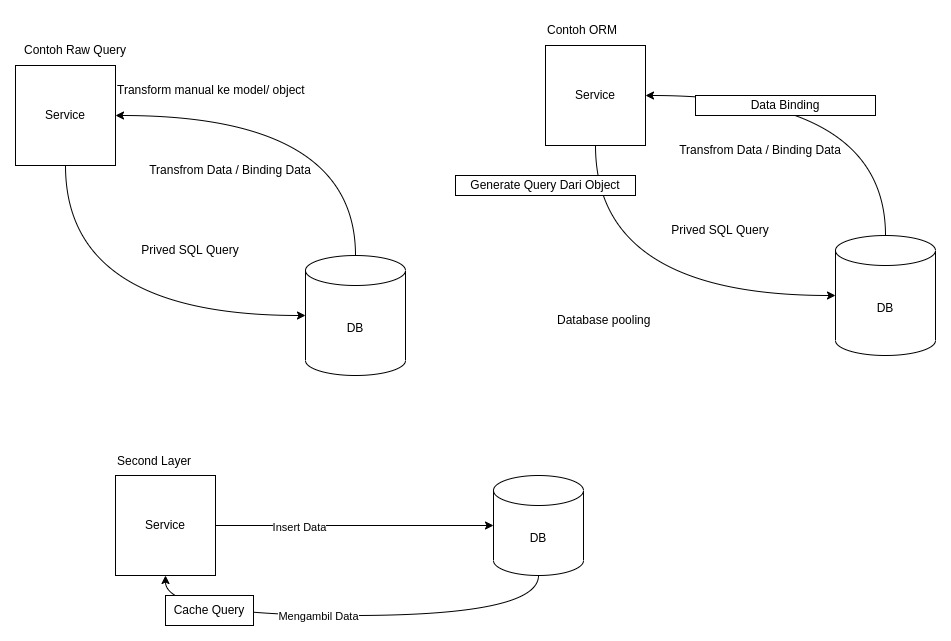 Contoh Raw Query
Service
Transform manual ke model/ object
Transfrom Data / Binding Data
Prived SQL Query
DB
Contoh ORM
Service
Data Binding
Transfrom Data / Binding Data
Generate Query Dari Object
Prived SQL Query
DB
Database pooling
Second Layer
Service
Insert Data
DB
Cache Query
Mengambil Data